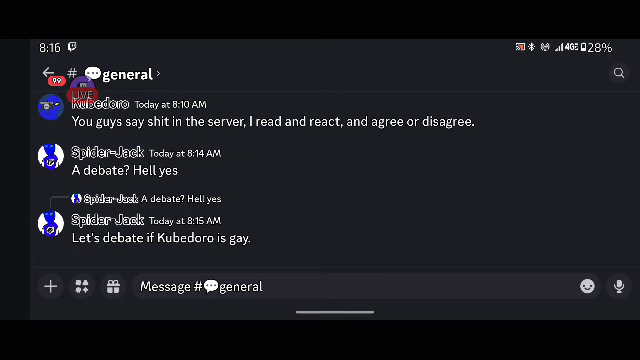 8:16 4GE 28%
99 # 💬general ›
LIVE
Kubedoro Today at 8:10 AM
You guys say shit in the server, I read and react, and agree or disagree.
Spider-Jack Today at 8:14 AM
A debate? Hell yes
Spider-Jack A debate? Hell yes
Spider-Jack Today at 8:15 AM
Let's debate if Kubedoro is gay.
Message #💬general